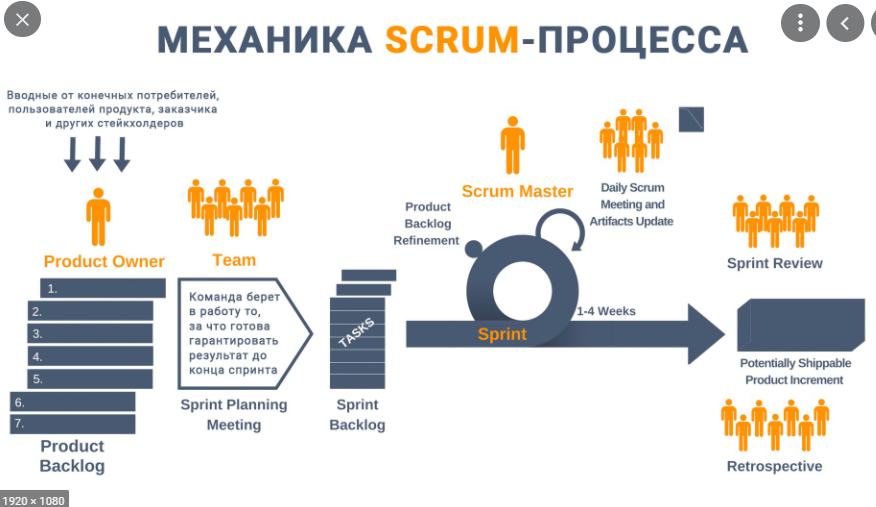 МЕХАНИКА SCRUM-ПРОЦЕССА
Вводные от конечных потребителей,
пользователей продукта, заказчика
и других стейкхолдеров
Product Owner
Team
1.
2.
3.
4.
5.
6.
7.
Product
Backlog
Команда берет
в работу то,
за что готова
гарантировать
результат до
конца спринта
Sprint Planning
Meeting
TASKS
Sprint
Backlog
Scrum Master
Product
Backlog
Refinement
Daily Scrum
Meeting and
Artifacts Update
Sprint
1-4 Weeks
Sprint Review
Potentially Shippable
Product Increment
Retrospective
1920 × 1080